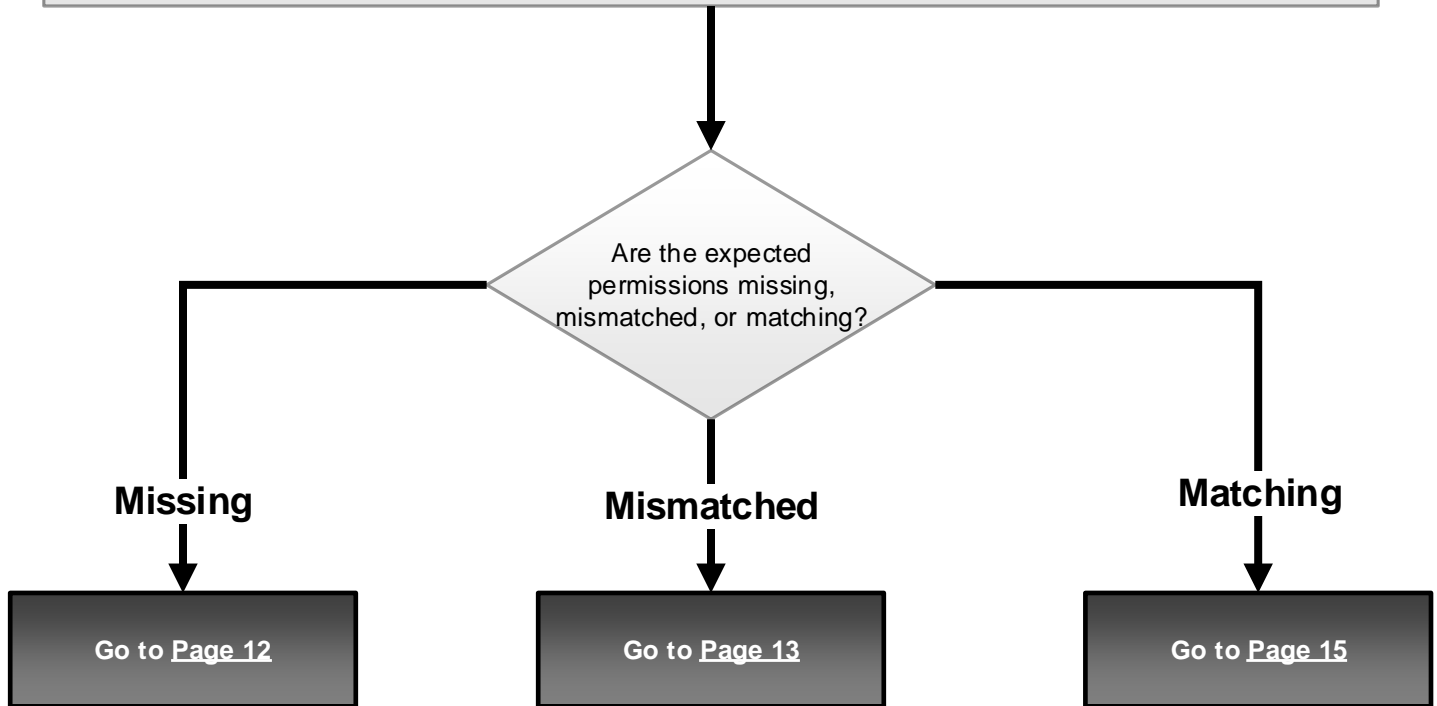 Are the expected
permissions missing,
mismatched, or matching?
Missing
Mismatched
Matching
Go to Page 12
Go to Page 13
Go to Page 15